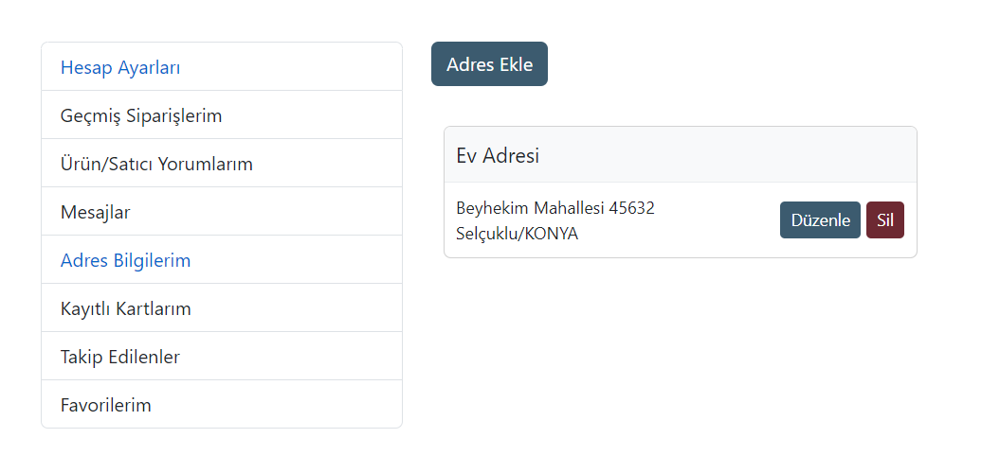 Hesap Ayarları
Geçmiş Siparişlerim
Ürün/Satıcı Yorumlarım
Mesajlar
Adres Bilgilerim
Kayıtlı Kartlarım
Takip Edilenler
Favorilerim
Adres Ekle
Ev Adresi
Beyhekim Mahallesi 45632
Selçuklu/KONYA
Düzenle
Sil